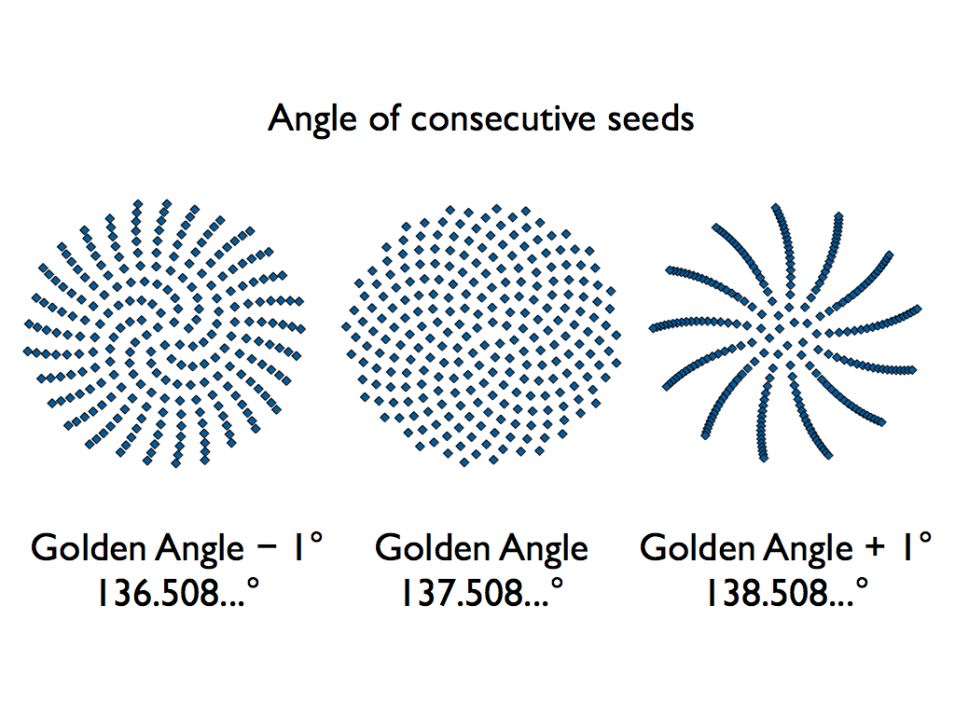 Angle of consecutive seeds
Golden Angle − 1°
136.508...°
Golden Angle
137.508...°
Golden Angle + 1°
138.508...°